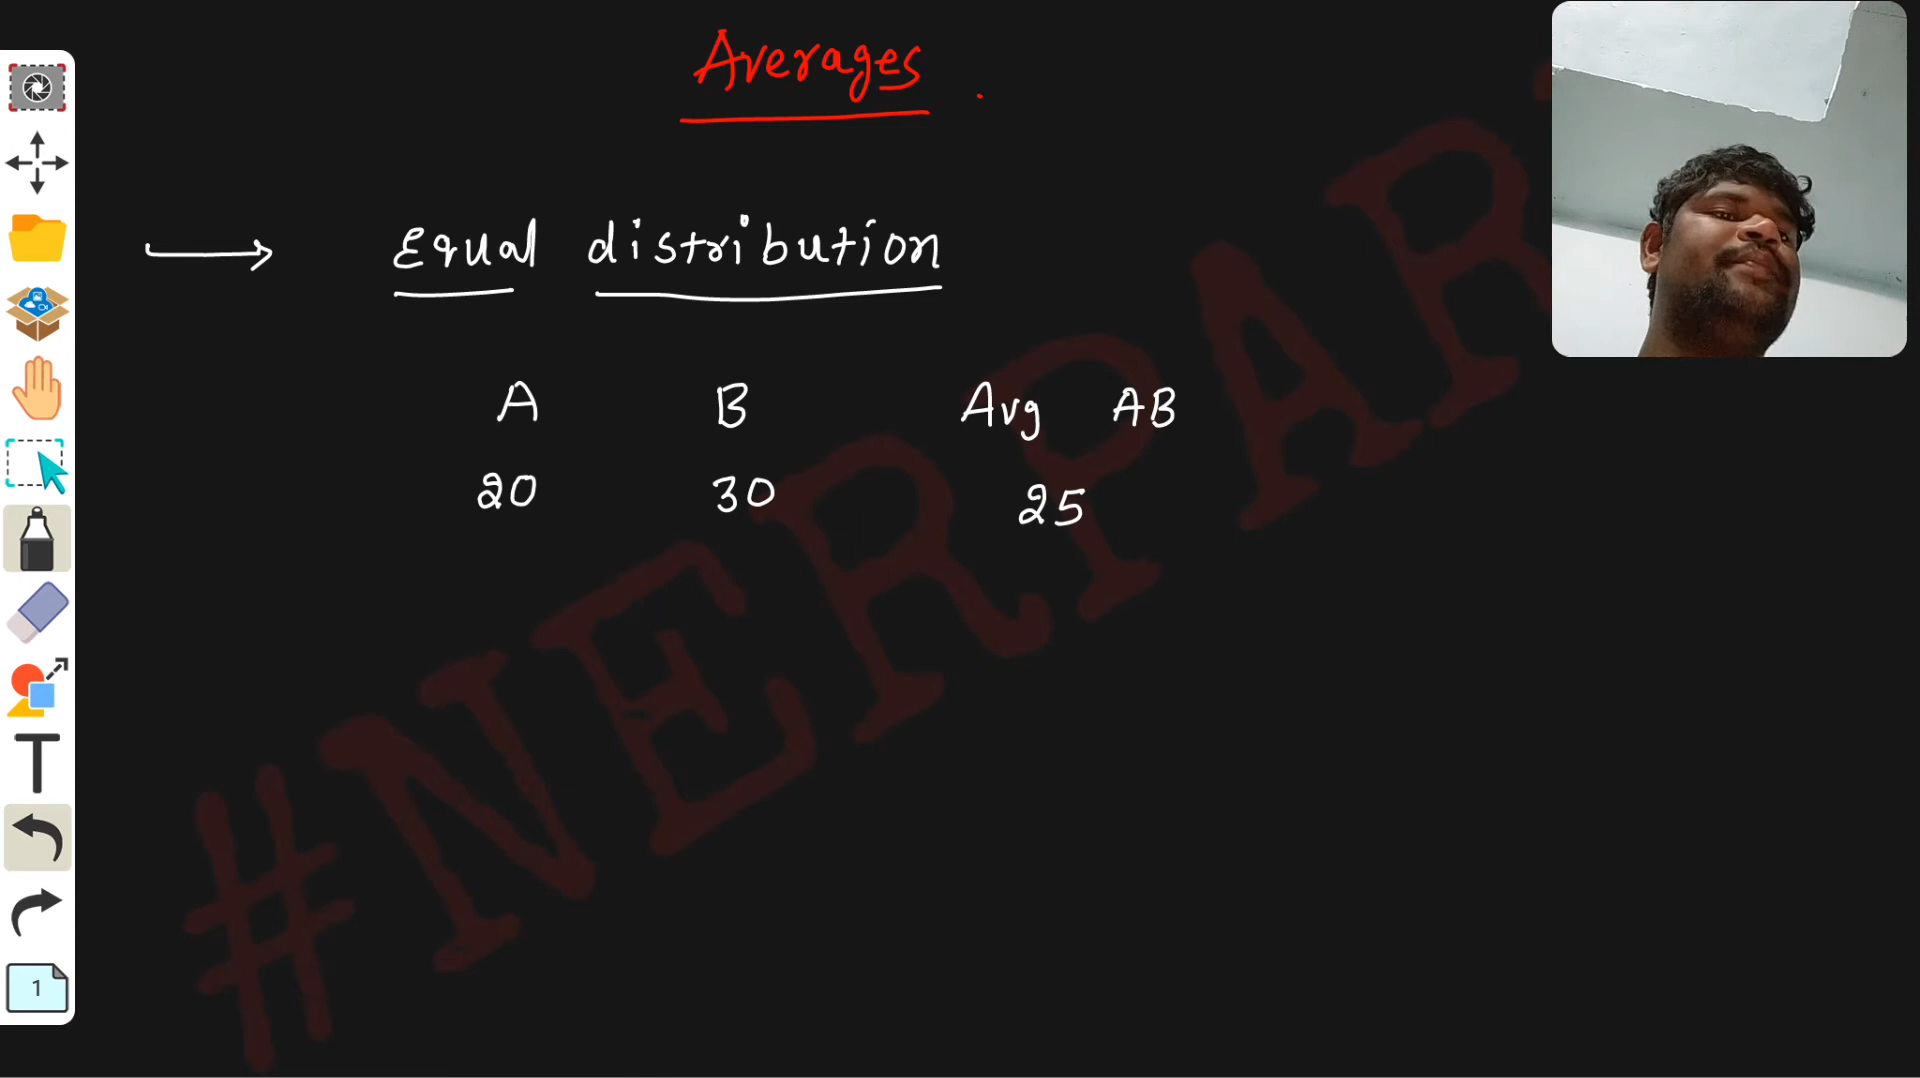 Averages
→ Equal distribution
A B Avg AB
20 30 25
#NERPAR
1